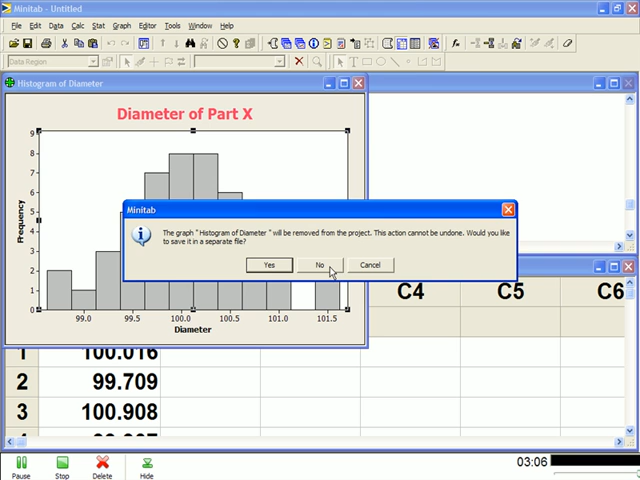 Minitab - Untitled
File Edit Data Calc Stat Graph Editor Tools Window Help
Data Region
Histogram of Diameter
Diameter of Part X
Frequency
9
8
7
6
5
4
3
2
1
0
99.0 99.5 100.0 100.5 101.0 101.5
Diameter
Minitab
The graph "Histogram of Diameter " will be removed from the project. This action cannot be undone. Would you like
to save it in a separate file?
Yes No Cancel
C4 C5 C6
1 100.016
2 99.709
3 100.908
Pause Stop Delete Hide
03:06